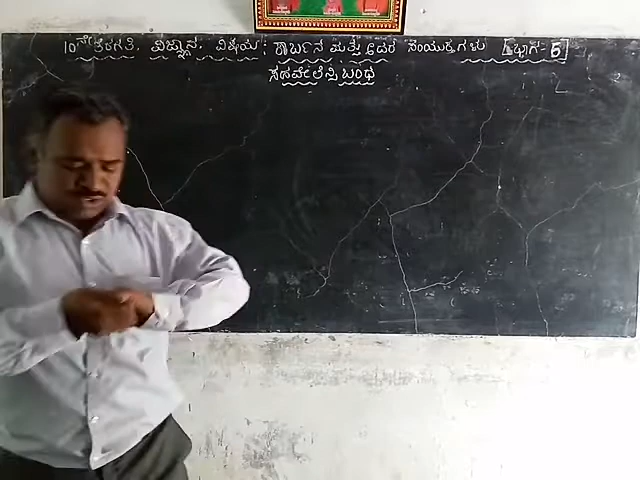 10ನೇ ತರಗತಿ. ವಿಜ್ಞಾನ. ವಿಷಯ : ಕಾರ್ಬನ ಮತ್ತು ಅದರ ಸಂಯುಕ್ತಗಳು [ಭಾಗ-5]
ಸಹವೇಲೆನ್ಸಿ ಬಂಧ